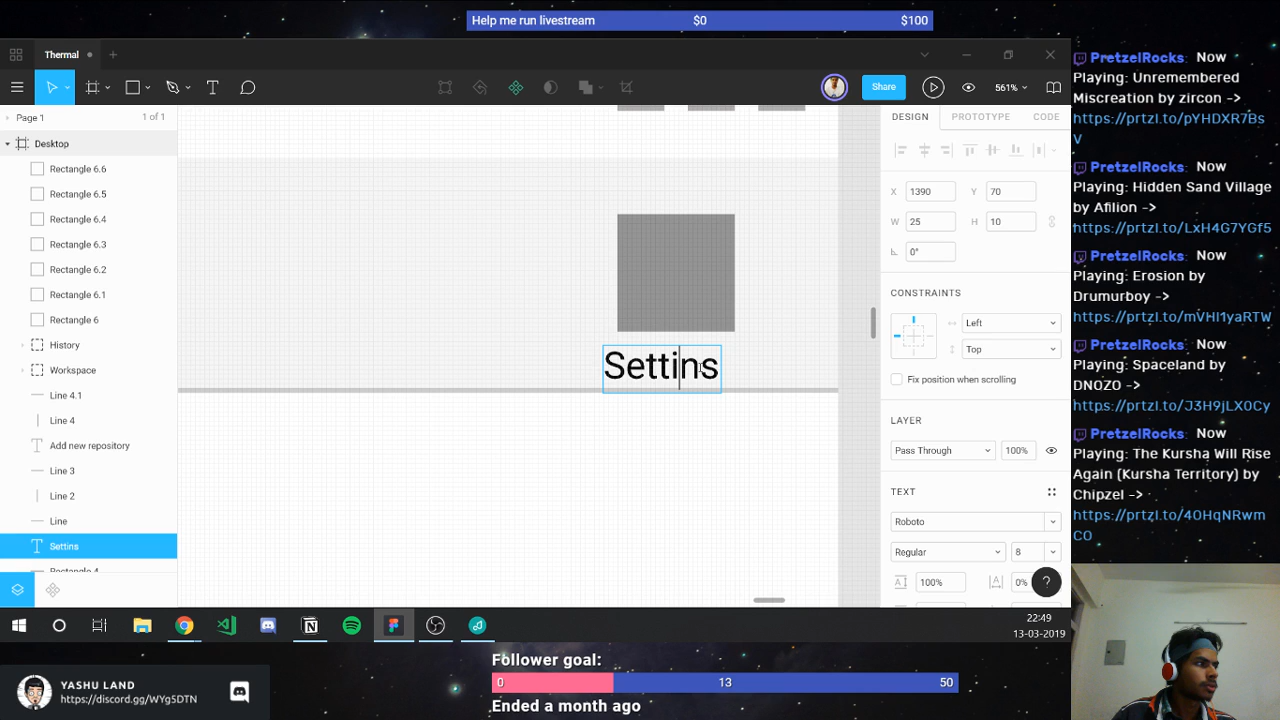 Help me run livestream $0 $100
Thermal
Share
561%
Page 1
1 of 1
DESIGN
PROTOTYPE
CODE
Desktop
Rectangle 6.6
Rectangle 6.5
Rectangle 6.4
Rectangle 6.3
Rectangle 6.2
Rectangle 6.1
Rectangle 6
History
Workspace
Line 4.1
Line 4
Add new repository
Line 3
Line 2
Line
Settins
Rectangle 4
Settins
X 1390 Y 70
W 25 H 10
0°
CONSTRAINTS
Left
Top
Fix position when scrolling
LAYER
Pass Through 100%
TEXT
Roboto
Regular 8
100% 0%
?
22:49
13-03-2019
PretzelRocks: Now
Playing: Unremembered
Miscreation by zircon ->
https://prtzl.to/pYHDXR7Bs
V
PretzelRocks: Now
Playing: Hidden Sand Village
by Afilion ->
https://prtzl.to/LxH4G7YGf5
PretzelRocks: Now
Playing: Erosion by
Drumurboy ->
https://prtzl.to/mVHl1yaRTW
PretzelRocks: Now
Playing: Spaceland by
DNOZO ->
https://prtzl.to/J3H9jLX0Cy
PretzelRocks: Now
Playing: The Kursha Will Rise
Again (Kursha Territory) by
Chipzel ->
https://prtzl.to/40HqNRwm
CO
YASHU LAND
https://discord.gg/WYg5DTN
Follower goal:
0 13 50
Ended a month ago